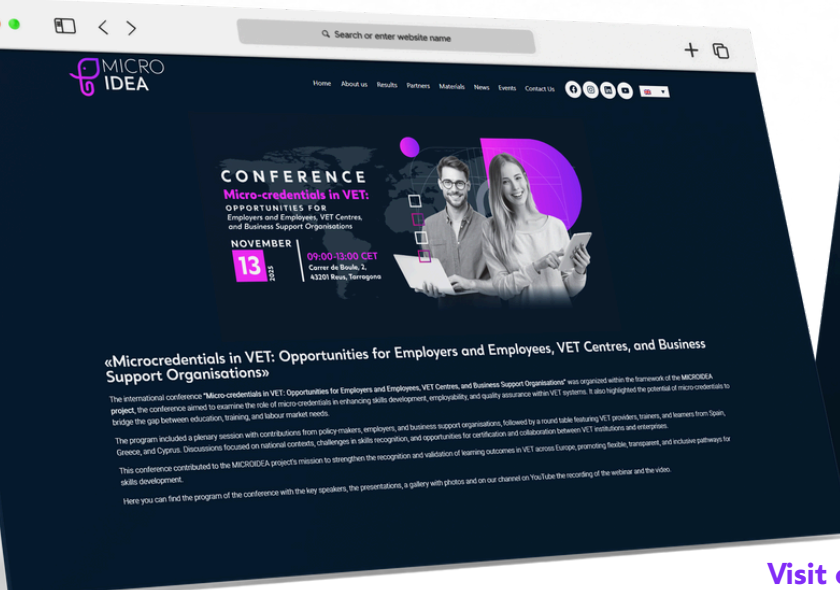 Search or enter website name
MICRO
IDEA
Home About us Results Partners Materials News Events Contact Us
CONFERENCE
Micro-credentials in VET:
OPPORTUNITIES FOR
Employers and Employees, VET Centres,
and Business Support Organisations
NOVEMBER
13
2025
09:00-13:00 CET
Carrer de Boule, 2,
43201 Reus, Tarragona
«Microcredentials in VET: Opportunities for Employers and Employees, VET Centres, and Business
Support Organisations»
The international conference "Micro-credentials in VET: Opportunities for Employers and Employees, VET Centres, and Business Support Organisations" was organized within the framework of the MICROIDEA
project, the conference aimed to examine the role of micro-credentials in enhancing skills development, employability, and quality assurance within VET systems. It also highlighted the potential of micro-credentials to
bridge the gap between education, training, and labour market needs.
The program included a plenary session with contributions from policy-makers, employers, and business support organisations, followed by a round table featuring VET providers, trainers, and learners from Spain,
Greece, and Cyprus. Discussions focused on national contexts, challenges in skills recognition, and opportunities for certification and collaboration between VET institutions and enterprises.
This conference contributed to the MICROIDEA project's mission to strengthen the recognition and validation of learning outcomes in VET across Europe, promoting flexible, transparent, and inclusive pathways for
skills development.
Here you can find the program of the conference with the key speakers, the presentations, a gallery with photos and on our channel on YouTube the recording of the webinar and the video.
Visit